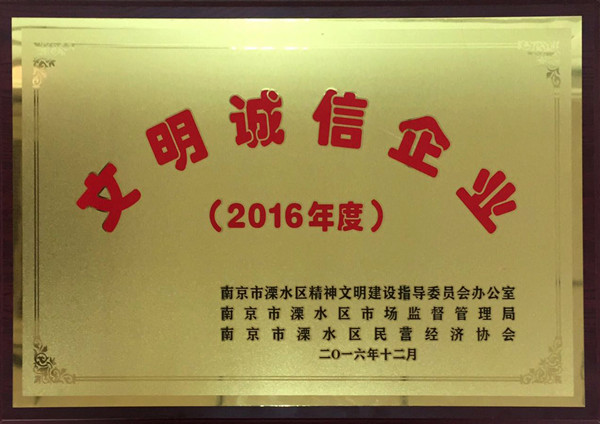 文明诚信企业
（2016年度）
南京市溧水区精神文明建设指导委员会办公室
南京市溧水区市场监督管理局
南京市溧水区民营经济协会
二O一六年十二月